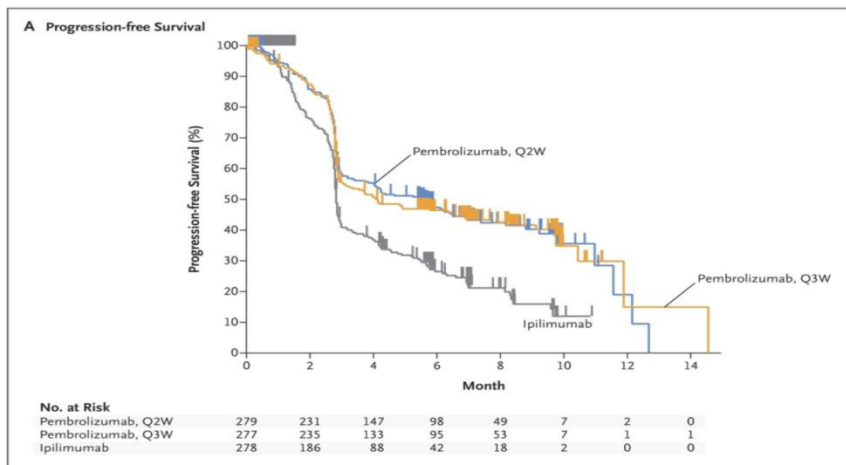 A Progression-free Survival
100
90
80
70
60
50
40
30
20
10
0
Progression-free Survival (%)
Pembrolizumab, Q2W
Pembrolizumab, Q3W
Ipilimumab
0 2 4 6 8 10 12 14
Month
No. at Risk
Pembrolizumab, Q2W 279 231 147 98 49 7 2 0
Pembrolizumab, Q3W 277 235 133 95 53 7 1 1
Ipilimumab 278 186 88 42 18 2 0 0